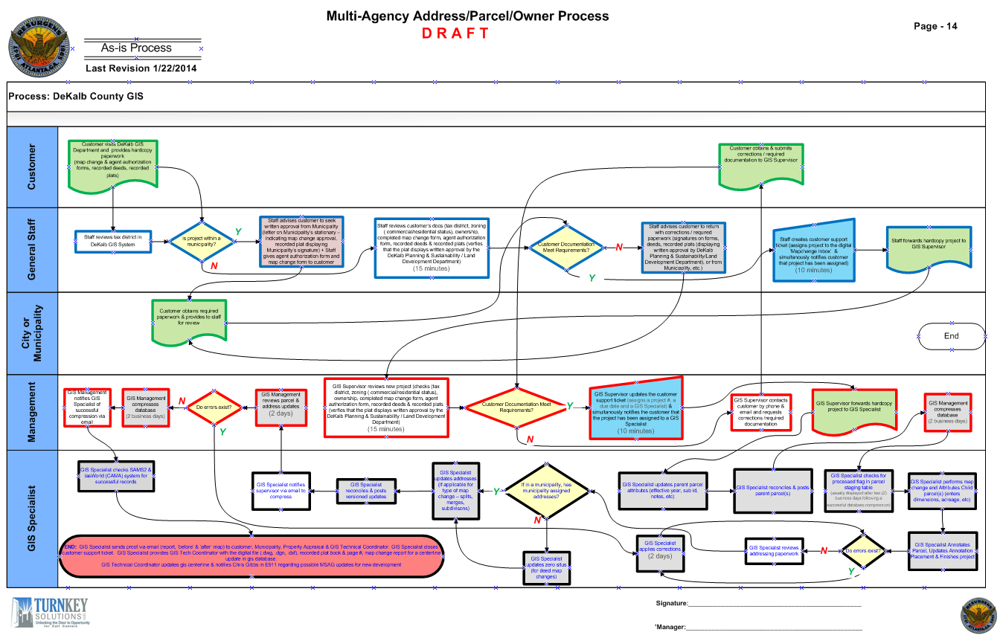 Multi-Agency Address/Parcel/Owner Process
D R A F T
Page - 14
As-is Process
Last Revision 1/22/2014
Process: DeKalb County GIS
Customer
Customer visits DeKalb GIS
Department and provides hardcopy
paperwork
(map change & agent authorization
forms, recorded deeds, recorded
plats)
Customer obtains & submits
corrections / required
documentation to GIS Supervisor
General Staff
Staff reviews tax district in
DeKalb GIS System
is project within a
municipality?
Y
N
Staff advises customer to seek
written approval from Municipality
(letter on Municipality's stationary –
indicating map change approval,
recorded plat displaying
Municipality's signature) + Staff
gives agent authorization form and
map change form to customer
Staff reviews customer's docs (tax district, zoning
( commercial/residential status), ownership,
completed map change form, agent authorization
form, recorded deeds & recorded plats (verfies
that the plat displays written approval by the
DeKalb Planning & Sustainability / Land
Development Department)
(15 minutes)
Customer Documentation
Meet Requirements?
N
Y
Staff advises customer to return
with corrections / required
paperwork (signatures on forms,
deeds, recorded plats (displaying
written approval by DeKalb
Planning & Sustainability/Land
Development Department), or from
Municipality, etc.)
Staff creates customer support
ticket (assigns project to the digital
'Mapchange Inbox' &
simultaneously notifies customer
that project has been assigned)
(10 minutes)
Staff forwards hardcopy project to
GIS Supervisor
City or
Municipality
Customer obtains required
paperwork & provides to staff
for review
End
Management
GIS Management
notifies GIS
Specialist of
successful
compression via
email
GIS Management
compresses
database
(2 business days)
N
Do errors exist?
Y
GIS Management
reviews parcel &
address updates
(2 days)
GIS Supervisor reviews new project (checks (tax
district, zoning ( commercial/residential status),
ownership, completed map change form, agent
authorization form, recorded deeds & recorded plats
(verfies that the plat displays written approval by the
DeKalb Planning & Sustainability / Land Development
Department)
(15 minutes)
Customer Documentation Meet
Requirements?
Y
N
GIS Supervisor updates the customer
support ticket (assigns a project #, a
due date and a GIS Specialist) &
simultaneously notifies the customer that
the project has been assigned to a GIS
Specialist
(10 minutes)
GIS Supervisor contacts
customer by phone &
email and requests
corrections /required
documentation
GIS Supervisor forwards hardcopy
project to GIS Specialist
GIS Management
compresses
database
(2 business days)
GIS Specialist
GIS Specialist checks SAMS2 &
IasWorld (CAMA) system for
successful records
GIS Specialist notifies
supervisor via email to
compress
GIS Specialist
reconciles & posts
versioned updates
GIS Specialist
updates addresses
(if applicable for
type of map
change – splits,
merges,
subdivisons)
Y
If in a municipality, has
municipality assigned
addresses?
N
GIS Specialist updates parent parcel
attributes (effective year, sub id,
notes, etc)
GIS Specialist reconciles & posts
parent parcel(s)
GIS Specialist checks for
processed flag in parcel
staging table
(usually displayed after two (2)
business days following a
successful database compression)
GIS Specialist performs map
change and Attributes Child
parcel(s) (enters
dimensions, acreage, etc)
END: GIS Specialist sends proof via email (report, 'before' & 'after' map) to customer, Municipality, Property Appraisal & GIS Technical Coordinator. GIS Specialist closes
customer support ticket. GIS Specialist provides GIS Tech Coordinator with the digital file (.dwg, .dgn, .dxf), recorded plat book & page #, map change report for a centerline
update in gis database.
GIS Technical Coordinator updates gis centerline & notifies Chris Gibbs in E911 regarding possible MSAG updates for new development
GIS Specialist
updates zero situs
(for deed map
changes)
GIS Specialist
applies corrections
(2 days)
GIS Specialist reviews
addressing paperwork
N
Do errors exist?
Y
GIS Specialist Annotates
Parcel, Updates Annotation
Placement & Finishes project
TURNKEY
SOLUTIONS
Unlocking the Door to Opportunity
for Call Centers
Signature:
'Manager:
RESURGENS
ATLANTA,GA.
1847